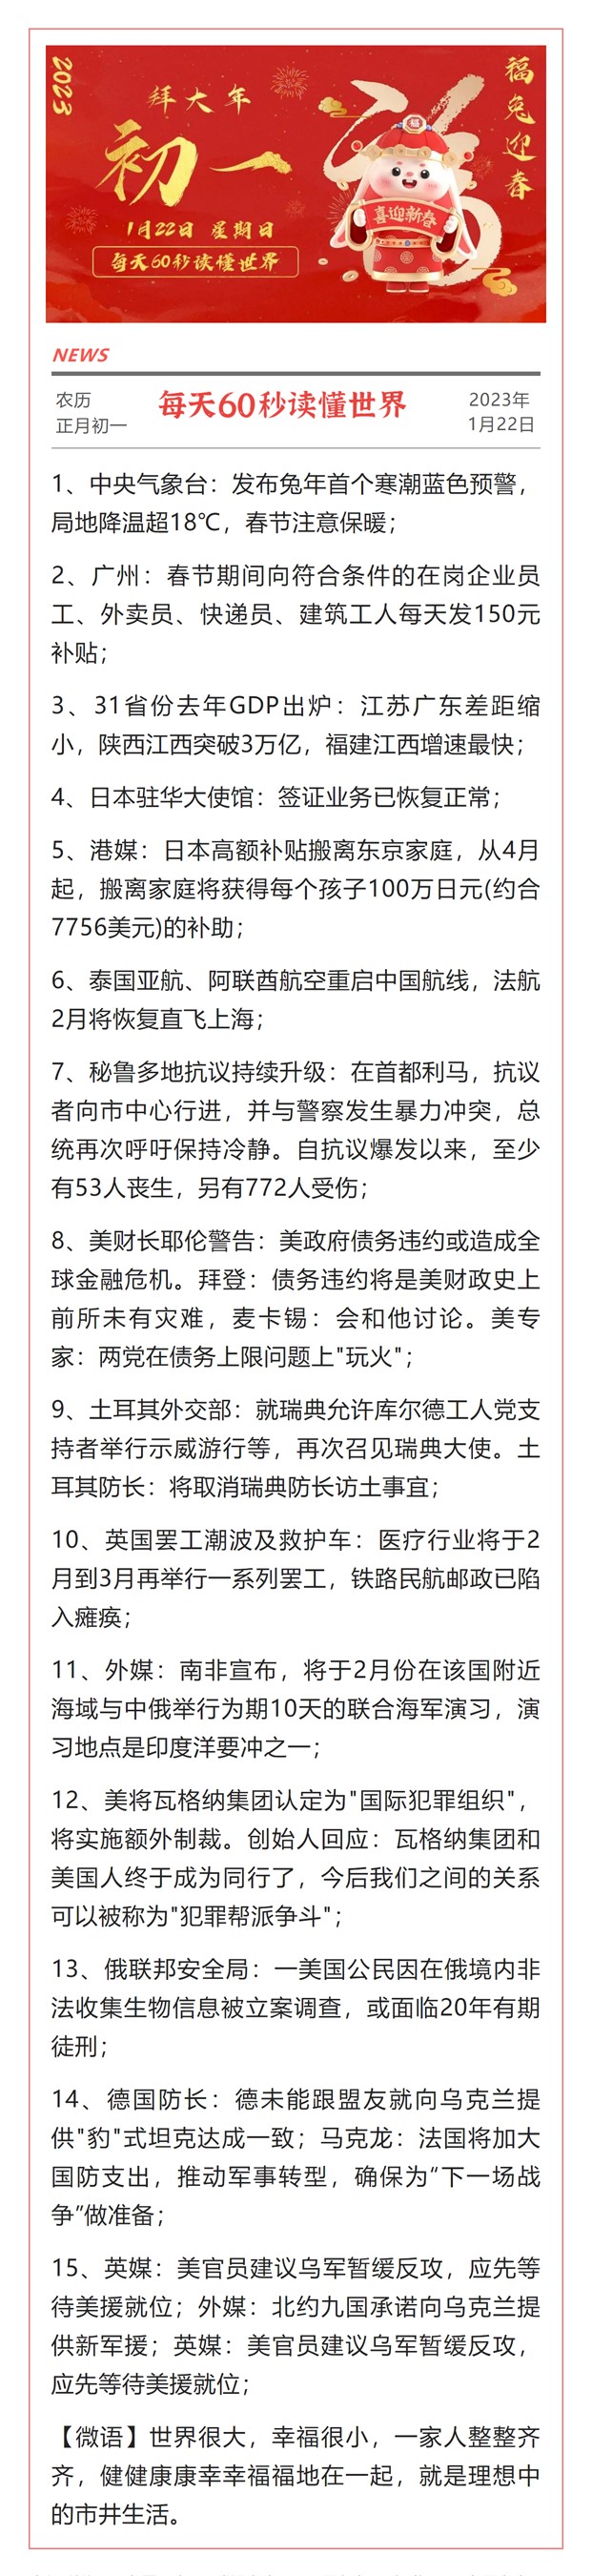 2023
拜大年
初一
1月22日 星期日
每天60秒读懂世界
福兔迎春
福
喜迎新春
NEWS
农历
正月初一
每天60秒读懂世界
2023年
1月22日
1、中央气象台：发布兔年首个寒潮蓝色预警，
局地降温超18℃，春节注意保暖；
2、广州：春节期间向符合条件的在岗企业员
工、外卖员、快递员、建筑工人每天发150元
补贴；
3、31省份去年GDP出炉：江苏广东差距缩
小，陕西江西突破3万亿，福建江西增速最快；
4、日本驻华大使馆：签证业务已恢复正常；
5、港媒：日本高额补贴搬离东京家庭，从4月
起，搬离家庭将获得每个孩子100万日元(约合
7756美元)的补助；
6、泰国亚航、阿联酋航空重启中国航线，法航
2月将恢复直飞上海；
7、秘鲁多地抗议持续升级：在首都利马，抗议
者向市中心行进，并与警察发生暴力冲突，总
统再次呼吁保持冷静。自抗议爆发以来，至少
有53人丧生，另有772人受伤；
8、美财长耶伦警告：美政府债务违约或造成全
球金融危机。拜登：债务违约将是美财政史上
前所未有灾难，麦卡锡：会和他讨论。美专
家：两党在债务上限问题上"玩火"；
9、土耳其外交部：就瑞典允许库尔德工人党支
持者举行示威游行等，再次召见瑞典大使。土
耳其防长：将取消瑞典防长访土事宜；
10、英国罢工潮波及救护车：医疗行业将于2
月到3月再举行一系列罢工，铁路民航邮政已陷
入瘫痪；
11、外媒：南非宣布，将于2月份在该国附近
海域与中俄举行为期10天的联合海军演习，演
习地点是印度洋要冲之一；
12、美将瓦格纳集团认定为"国际犯罪组织"，
将实施额外制裁。创始人回应：瓦格纳集团和
美国人终于成为同行了，今后我们之间的关系
可以被称为"犯罪帮派争斗"；
13、俄联邦安全局：一美国公民因在俄境内非
法收集生物信息被立案调查，或面临20年有期
徒刑；
14、德国防长：德未能跟盟友就向乌克兰提
供"豹"式坦克达成一致；马克龙：法国将加大
国防支出，推动军事转型，确保为“下一场战
争”做准备；
15、英媒：美官员建议乌军暂缓反攻，应先等
待美援就位；外媒：北约九国承诺向乌克兰提
供新军援；英媒：美官员建议乌军暂缓反攻，
应先等待美援就位；
【微语】世界很大，幸福很小，一家人整整齐
齐，健健康康幸幸福福地在一起，就是理想中
的市井生活。